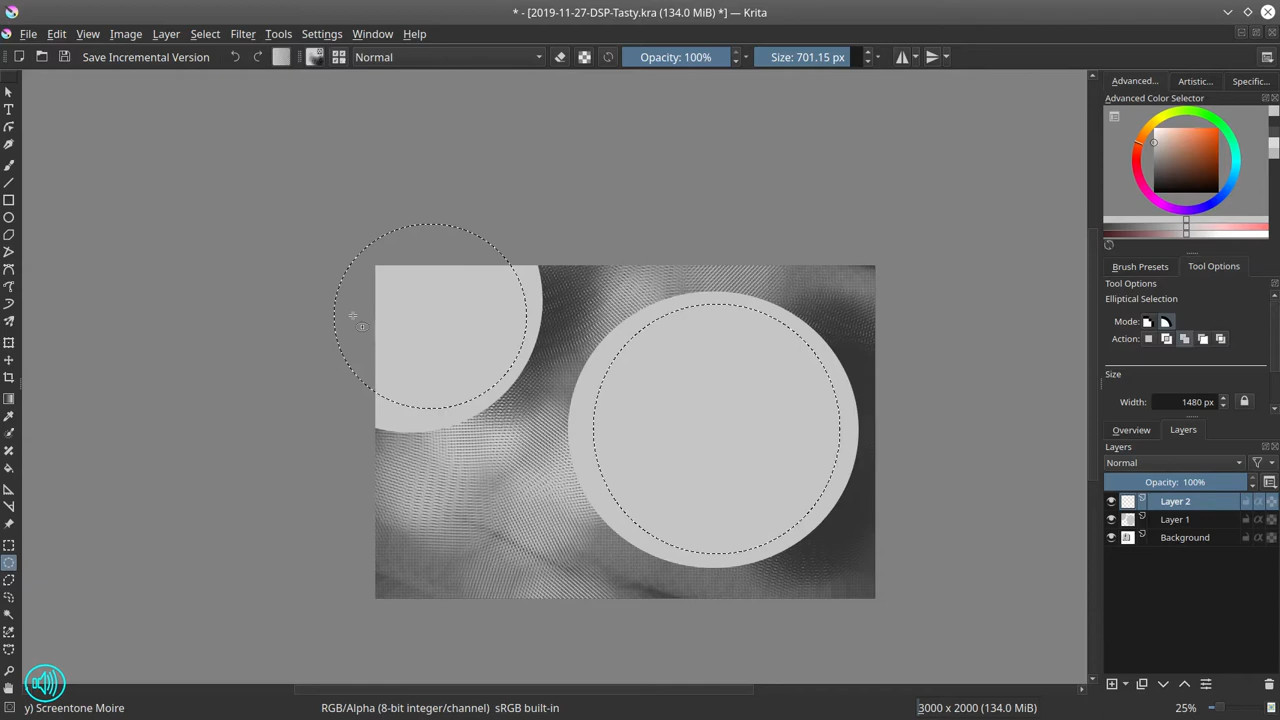 * - [2019-11-27-DSP-Tasty.kra (134.0 MiB) *] — Krita
File Edit View Image Layer Select Filter Tools Settings Window Help
Save Incremental Version Normal Opacity: 100% Size: 701.15 px
Advanced... Artistic... Specific...
Advanced Color Selector
Brush Presets Tool Options
Tool Options
Elliptical Selection
Mode:
Action:
Size
Width: 1480 px
Overview Layers
Layers
Normal
Opacity: 100%
Layer 2
Layer 1
Background
y) Screentone Moire RGB/Alpha (8-bit integer/channel) sRGB built-in 3000 x 2000 (134.0 MiB) 25%